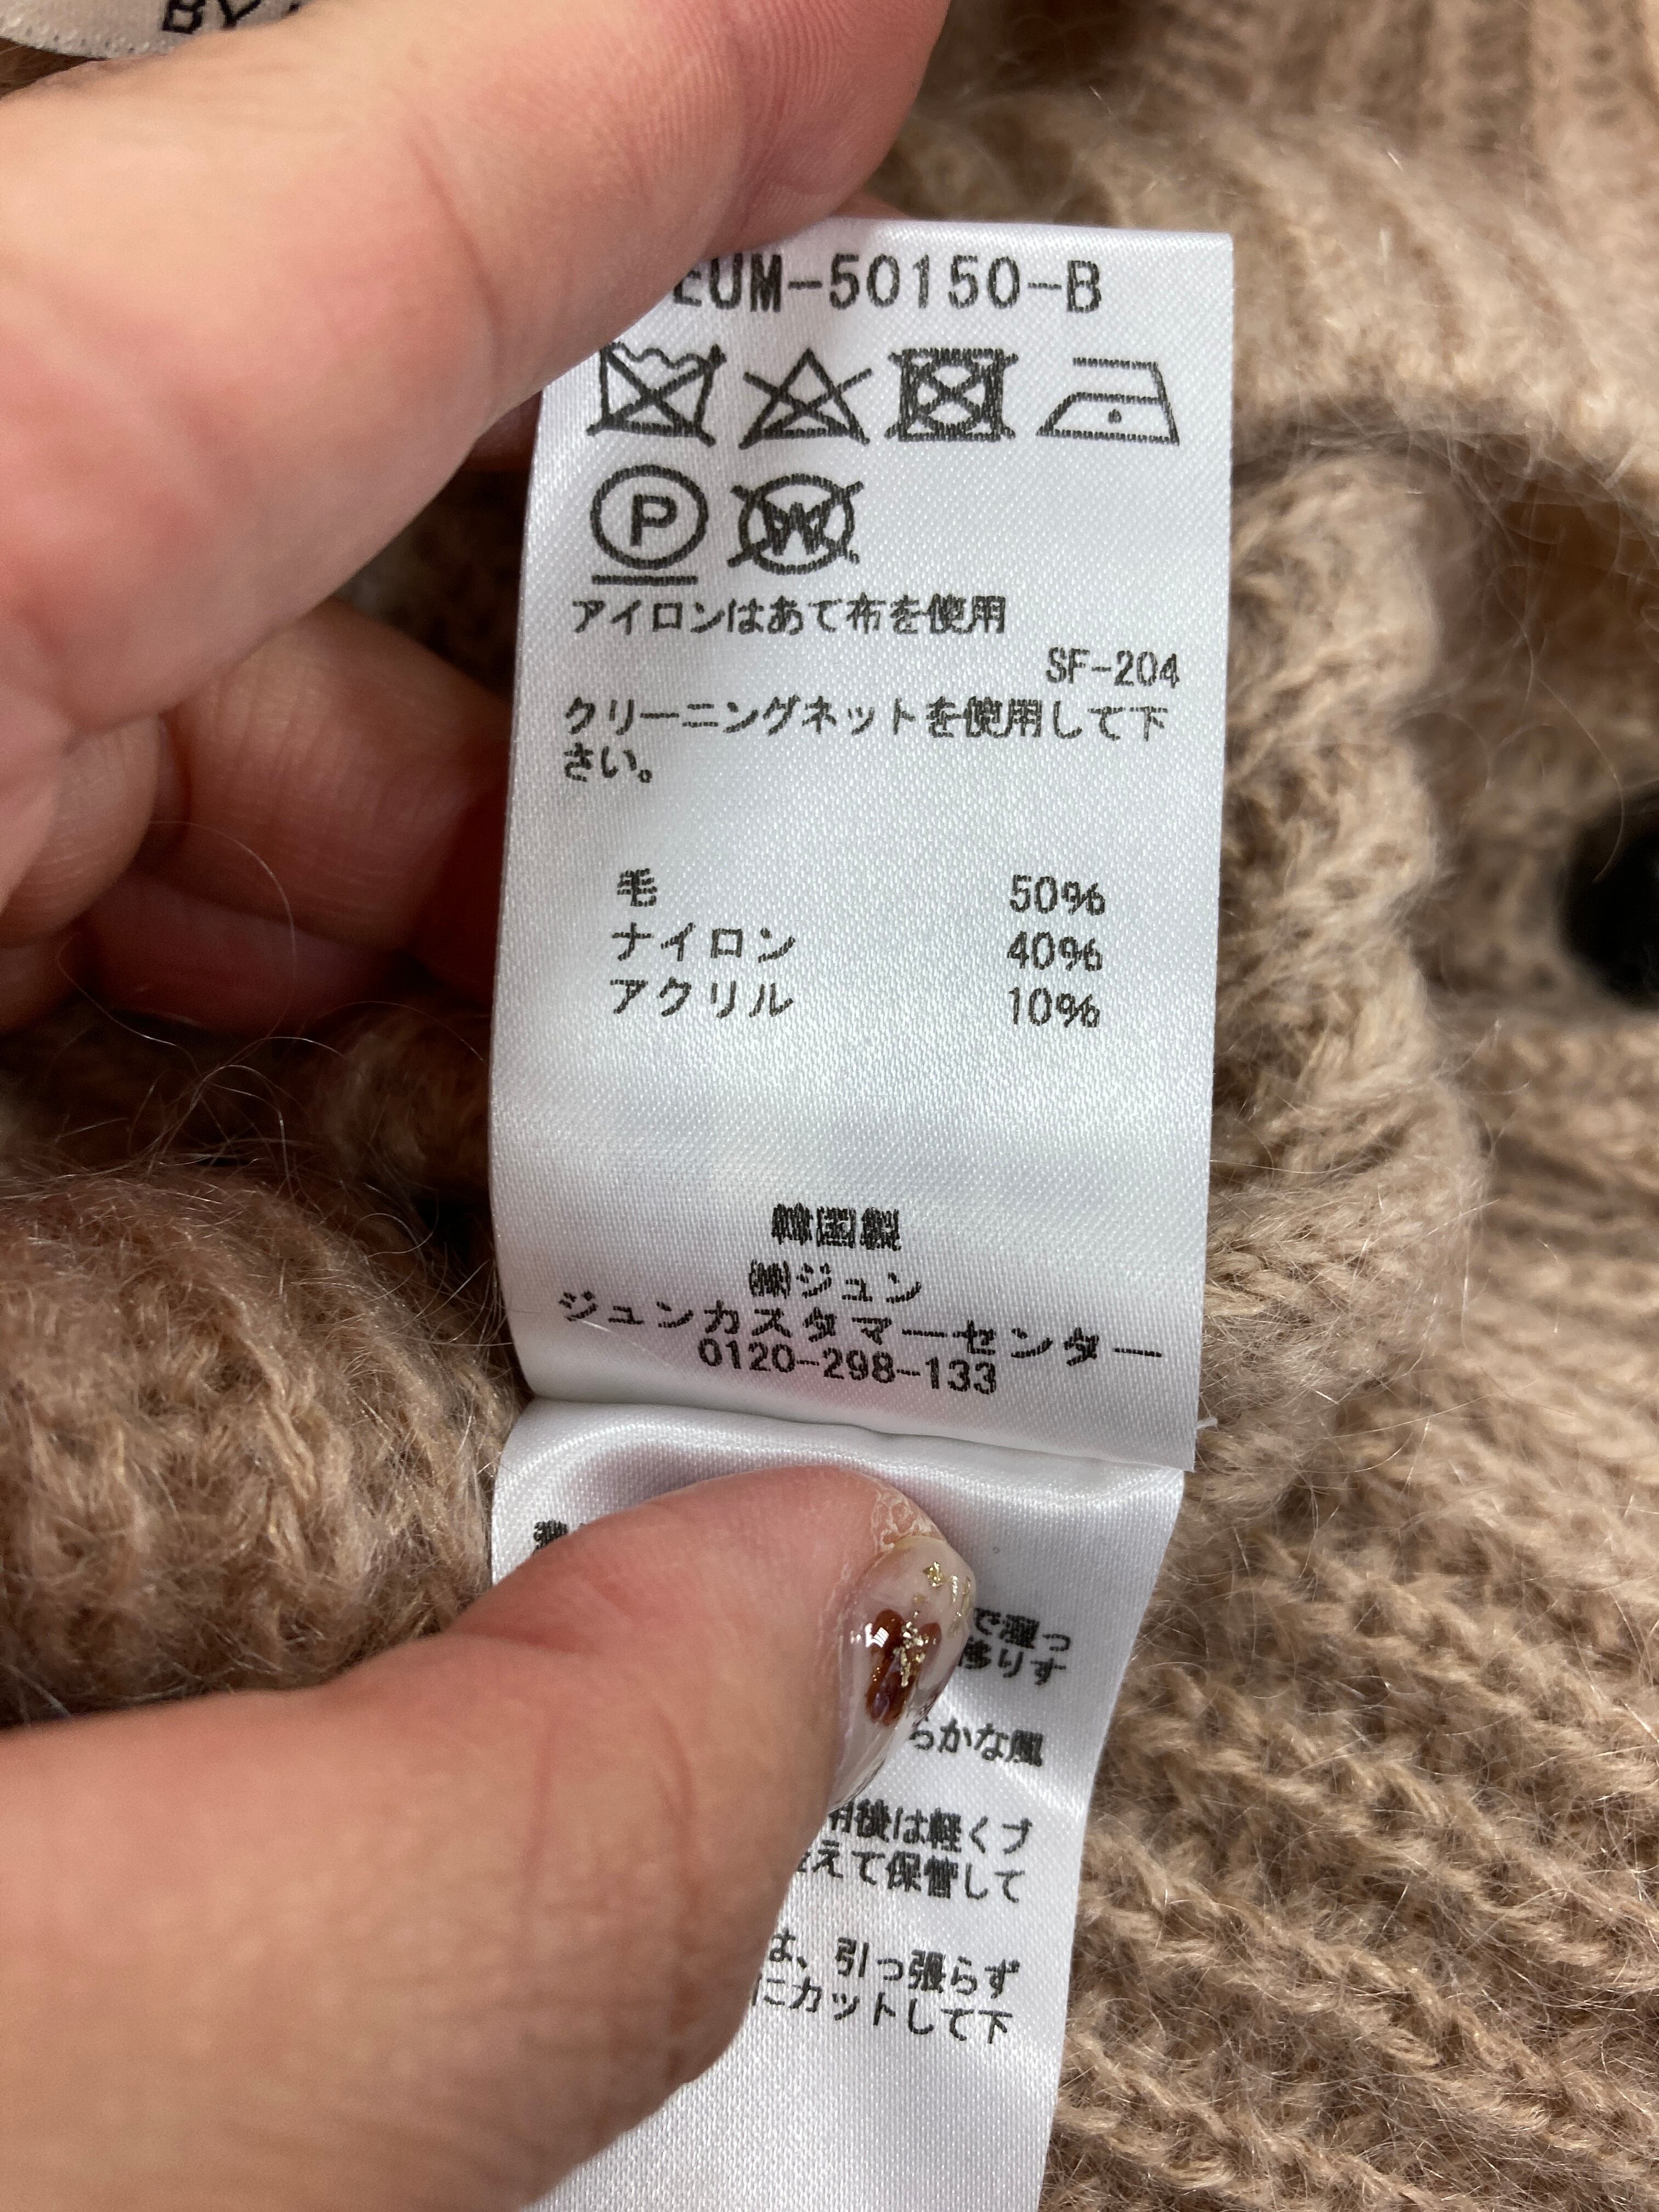 EUM-50150-B
P W
アイロンはあて布を使用
SF-204
クリーニングネットを使用して下
さい。
毛 50%
ナイロン 40%
アクリル 10%
韓国製
㈱ジュン
ジュンカスタマーセンター
0120-298-133
で湿っ
移りす
らかな風
用後は軽くブ
えて保管して
は、引っ張らず
にカットして下